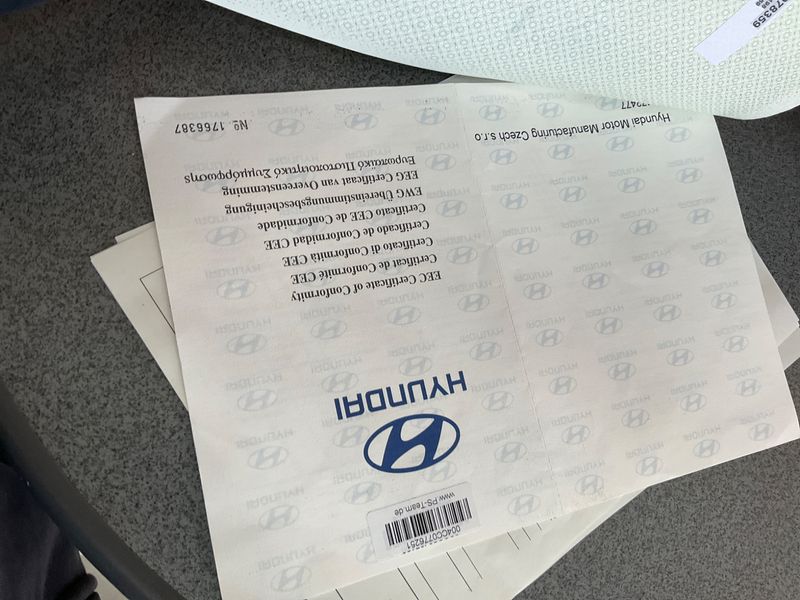 HYUNDAI
EEC Certificate of Conformity
Certificat de Conformité CEE
Certificato di Conformità CEE
Certificado de Conformidad CEE
Certificado CEE de Conformidade
EWG Übereinstimmungsbescheinigung
EEG Certificaat van Overeenstemming
Ευρωπαϊκό Πιστοποιητικό Συμμόρφωσης
Nº 1766387
Hyundai Motor Manufacturing Czech s.r.o
www.PS-Team.de
004CC0776251